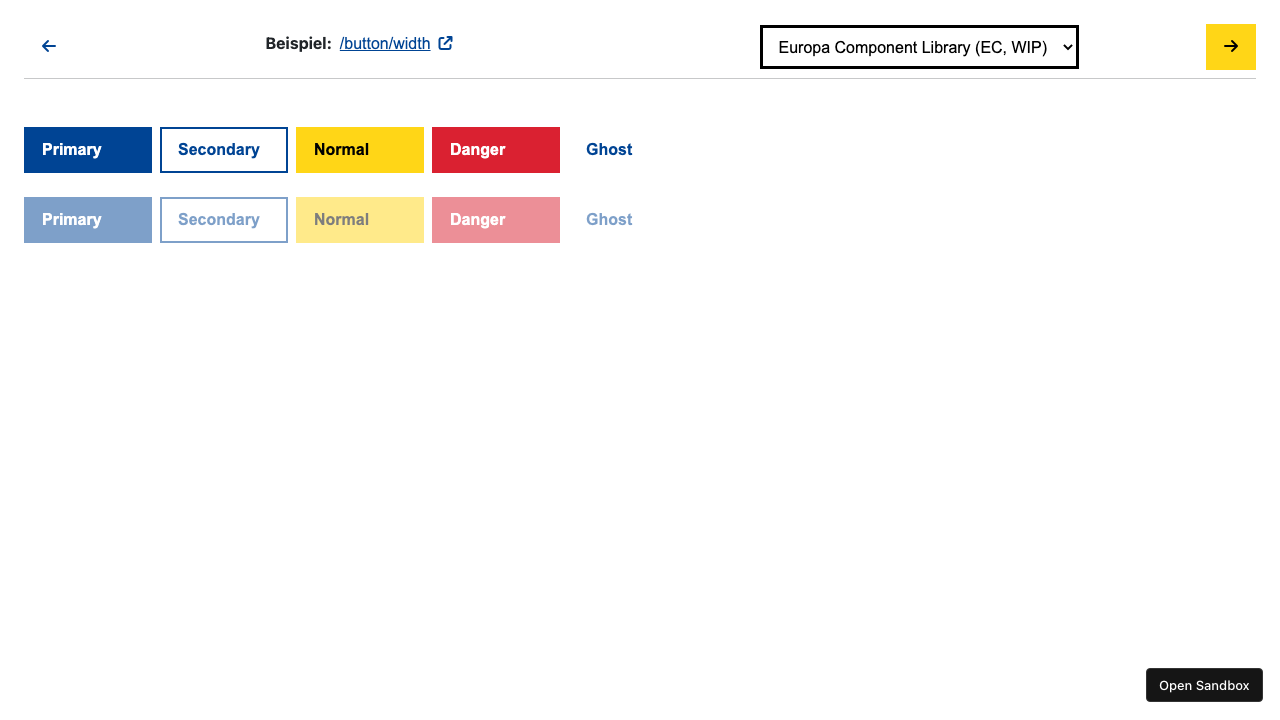 Beispiel: /button/width
Europa Component Library (EC, WIP)
Primary Secondary Normal Danger Ghost
Primary Secondary Normal Danger Ghost
Open Sandbox